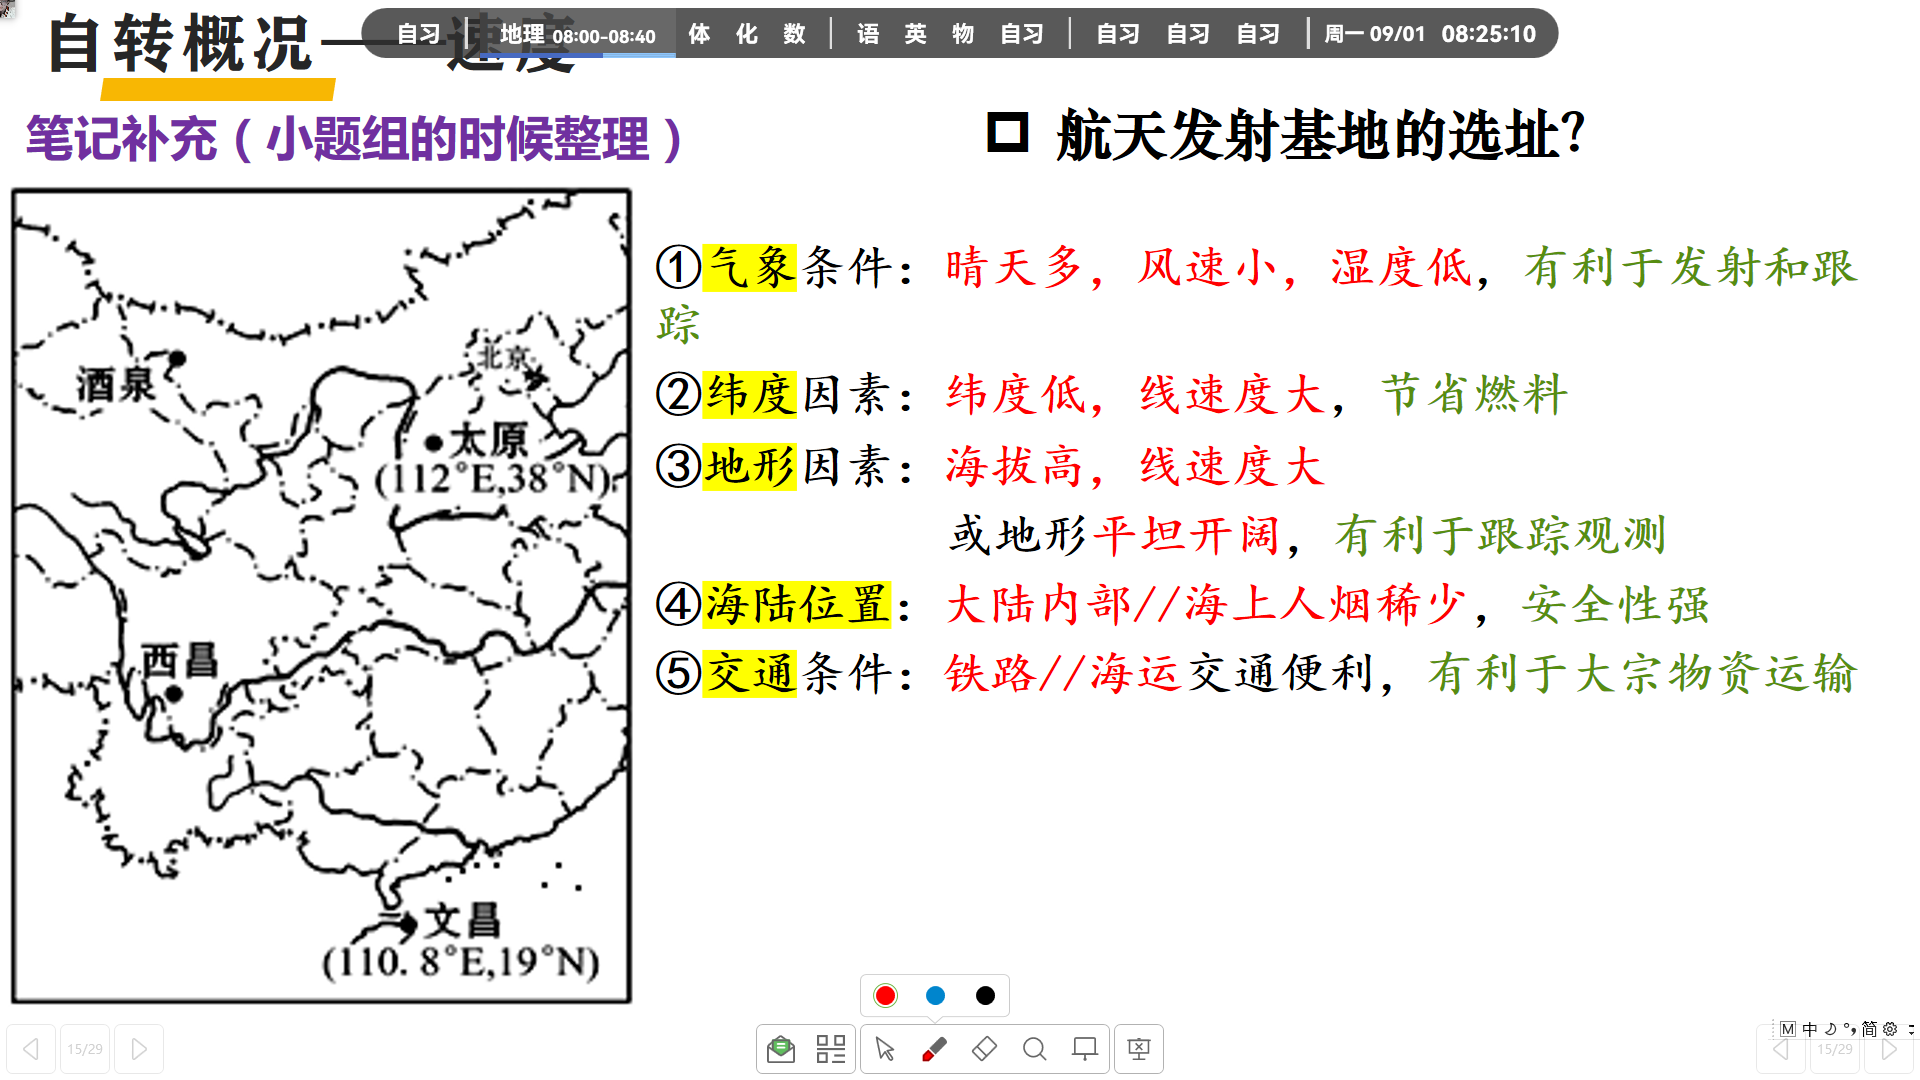 自习 | 地理 08:00-08:40 体 化 数 | 语 英 物 自习 | 自习 自习 自习 | 周一 09/01 08:25:10
自转概况——速度
笔记补充（小题组的时候整理）
航天发射基地的选址？
①气象条件：晴天多，风速小，湿度低，有利于发射和跟
踪
②纬度因素：纬度低，线速度大，节省燃料
③地形因素：海拔高，线速度大
或地形平坦开阔，有利于跟踪观测
④海陆位置：大陆内部//海上人烟稀少，安全性强
⑤交通条件：铁路//海运交通便利，有利于大宗物资运输
北京
酒泉
太原
(112°E,38°N)
西昌
文昌
(110.8°E,19°N)
15/29
M 中 简
15/29